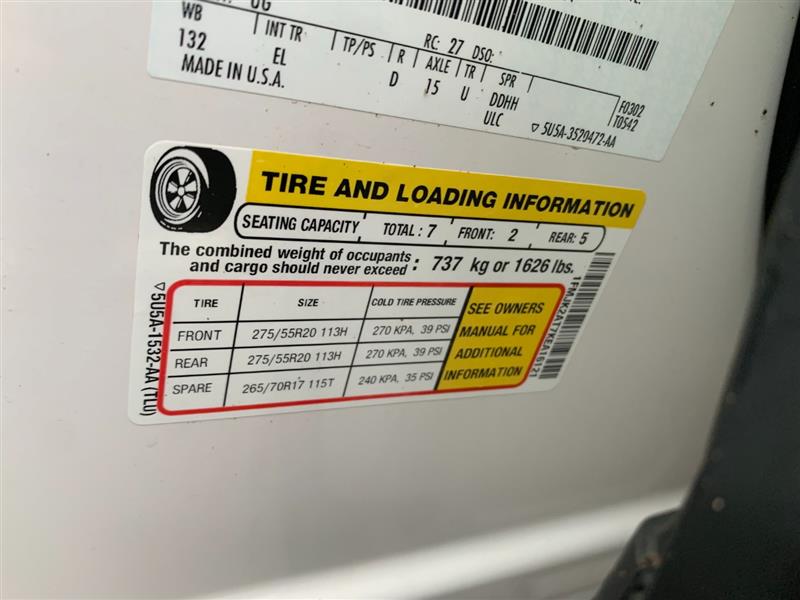 UG
WB INT TR TP/PS R AXLE TR SPR
RC: 27 DSO:
132 EL D 15 U DDHH
MADE IN U.S.A. ULC
F0302
T0542
▽ 5U5A-3520472-AA
TIRE AND LOADING INFORMATION
SEATING CAPACITY TOTAL : 7 FRONT: 2 REAR: 5
The combined weight of occupants
and cargo should never exceed : 737 kg or 1626 lbs.
TIRE SIZE COLD TIRE PRESSURE
FRONT 275/55R20 113H 270 KPA, 39 PSI
REAR 275/55R20 113H 270 KPA, 39 PSI
SPARE 265/70R17 115T 240 KPA, 35 PSI
SEE OWNERS
MANUAL FOR
ADDITIONAL
INFORMATION
▽5U5A-1532-AA (TLU)
1FMJK2AT7KEA16121